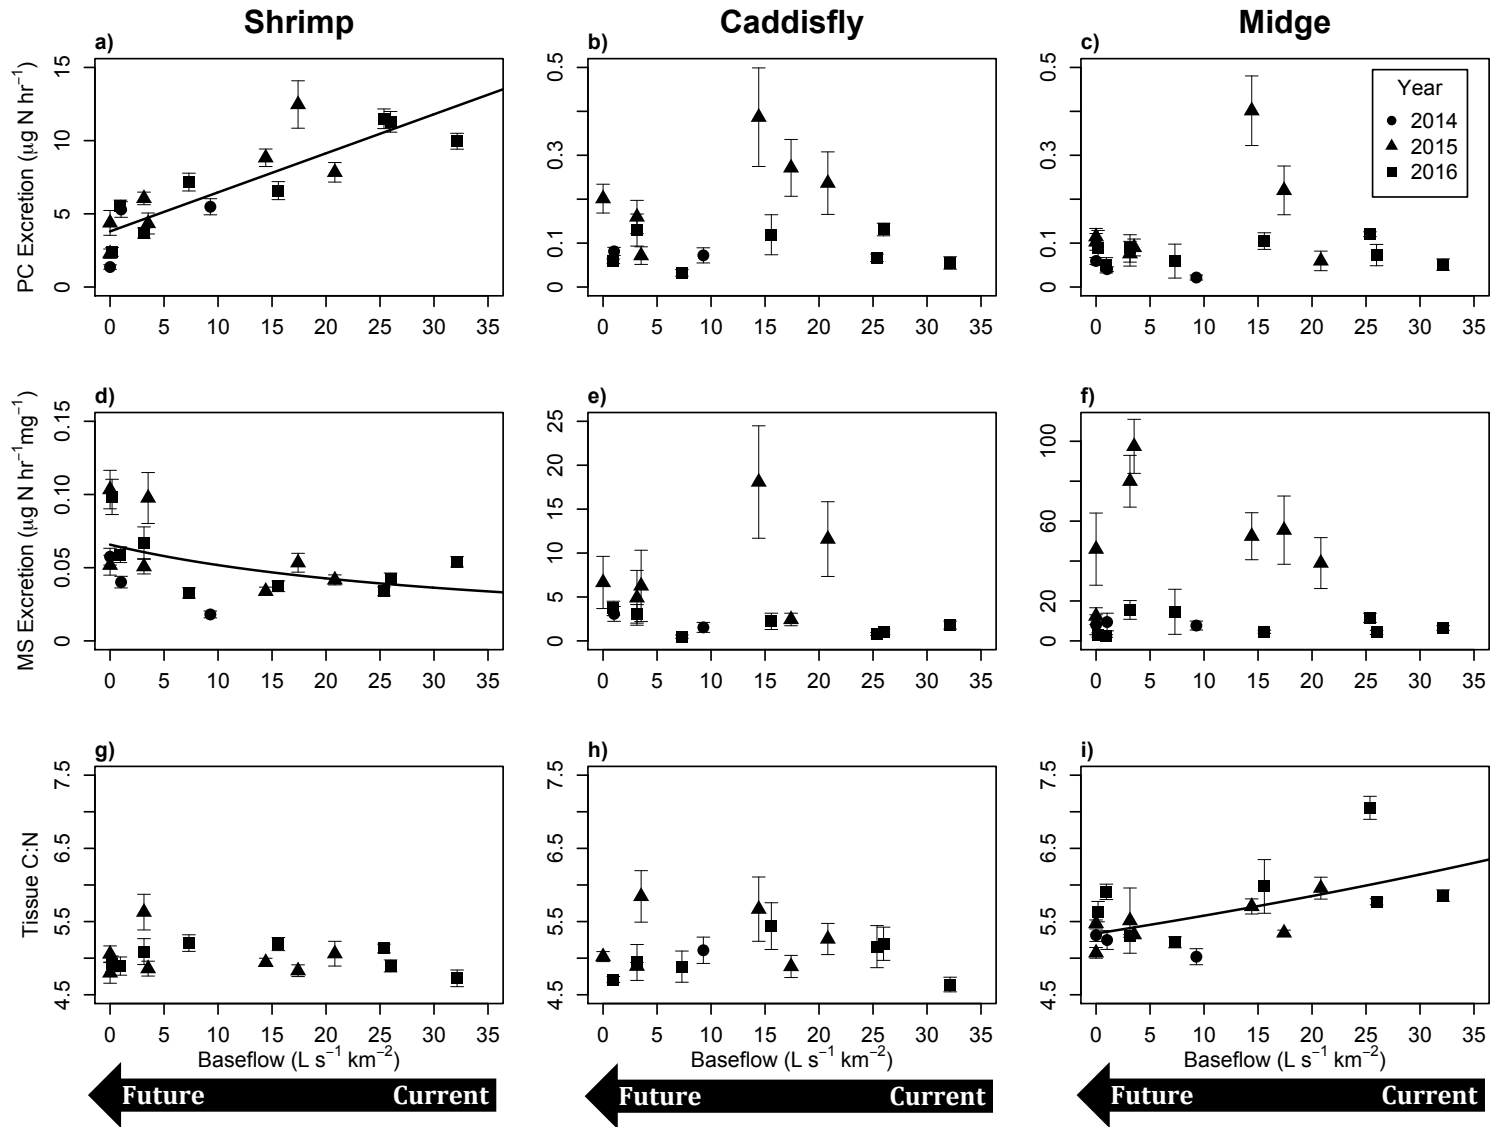 Shrimp
Caddisfly
Midge
a)
b)
c)
PC Excretion (µg N hr⁻¹)
15
10
5
0
0 5 10 15 20 25 30 35
0.5
0.3
0.1
0
0 5 10 15 20 25 30 35
0.5
0.3
0.1
0
0 5 10 15 20 25 30 35
Year
2014
2015
2016
d)
e)
f)
MS Excretion (µg N hr⁻¹mg⁻¹)
0.15
0.10
0.05
0
0 5 10 15 20 25 30 35
25
20
15
10
5
0
0 5 10 15 20 25 30 35
100
60
20
0
0 5 10 15 20 25 30 35
g)
h)
i)
Tissue C:N
7.5
6.5
5.5
4.5
0 5 10 15 20 25 30 35
7.5
6.5
5.5
4.5
0 5 10 15 20 25 30 35
7.5
6.5
5.5
4.5
0 5 10 15 20 25 30 35
Baseflow (L s⁻¹ km⁻²)
Baseflow (L s⁻¹ km⁻²)
Baseflow (L s⁻¹ km⁻²)
Future Current
Future Current
Future Current